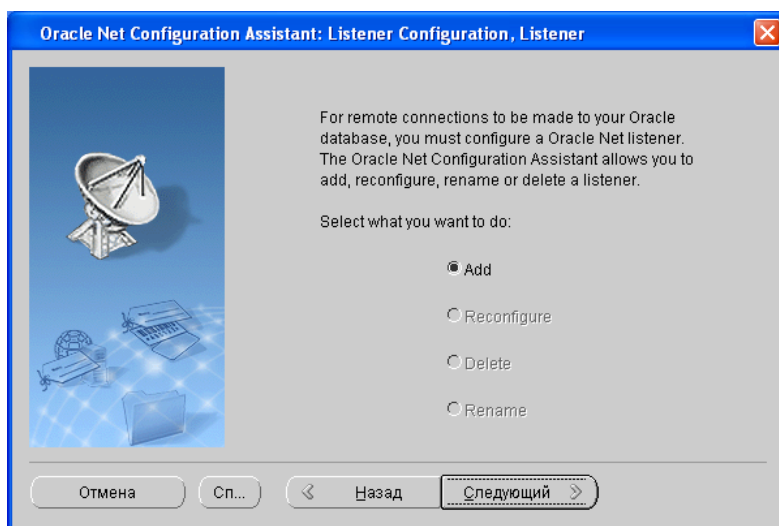 Oracle Net Configuration Assistant: Listener Configuration, Listener
For remote connections to be made to your Oracle
database, you must configure a Oracle Net listener.
The Oracle Net Configuration Assistant allows you to
add, reconfigure, rename or delete a listener.
Select what you want to do:
Add
Reconfigure
Delete
Rename
Отмена
Сп...
Назад
Следующий